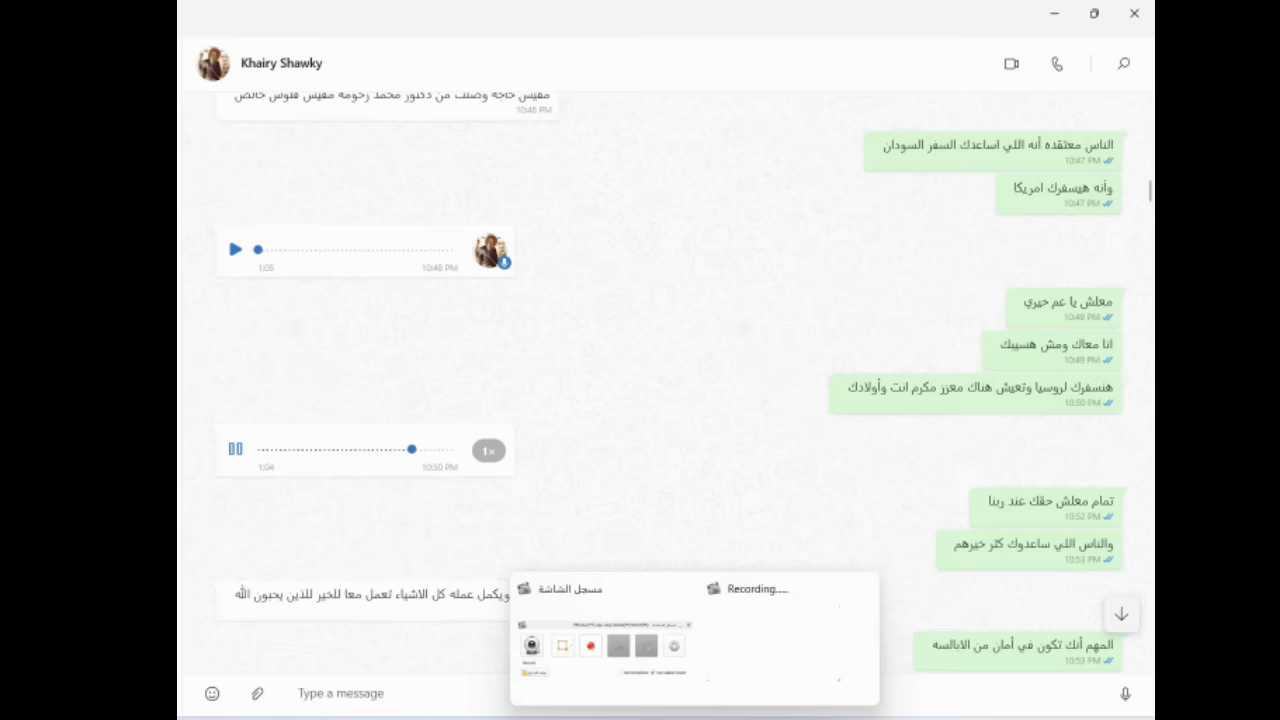 Khairy Shawky
مفيش حاجة وصلت من دكتور محمد رحومه مفيش فلوس خالص
10:46 PM
الناس معتقده أنه اللي اساعدك السفر السودان
10:47 PM
وأنه هيسفرك امريكا
10:47 PM
1:05 10:48 PM
معلش يا عم خيري
10:49 PM
انا معاك ومش هسيبك
10:49 PM
هنسفرك لروسيا وتعيش هناك معزز مكرم انت وأولادك
10:50 PM
1×
1:04 10:50 PM
تمام معلش حقك عند ربنا
10:52 PM
والناس اللي ساعدوك كثر خيرهم
10:53 PM
ويكمل عمله كل الاشياء تعمل معا للخير للذين يحبون الله
مسجل الشاشة
Recording.....
المهم أنك تكون في أمان من الابالسه
10:53 PM
Type a message